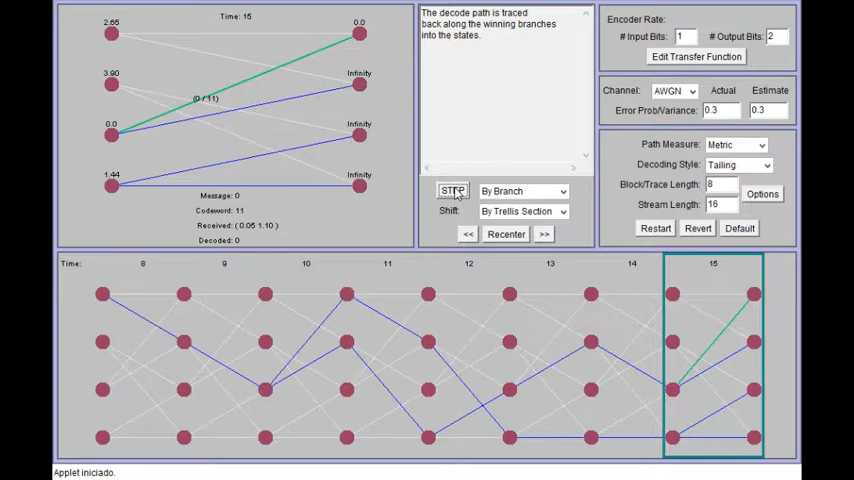 Time: 15
2.65
0.0
3.90
Infinity
(0 / 11)
0.0
Infinity
1.44
Infinity
Message: 0
Codeword: 11
Received: ( 0.05 1.10 )
Decoded: 0
The decode path is traced
back along the winning branches
into the states.
STOP
By Branch
Shift:
By Trellis Section
<<
Recenter
>>
Encoder Rate:
# Input Bits: 1 # Output Bits: 2
Edit Transfer Function
Channel: AWGN Actual Estimate
Error Prob/Variance: 0.3 0.3
Path Measure: Metric
Decoding Style: Tailing
Block/Trace Length: 8
Options
Stream Length: 16
Restart Revert Default
Time: 8 9 10 11 12 13 14 15
Applet iniciado.